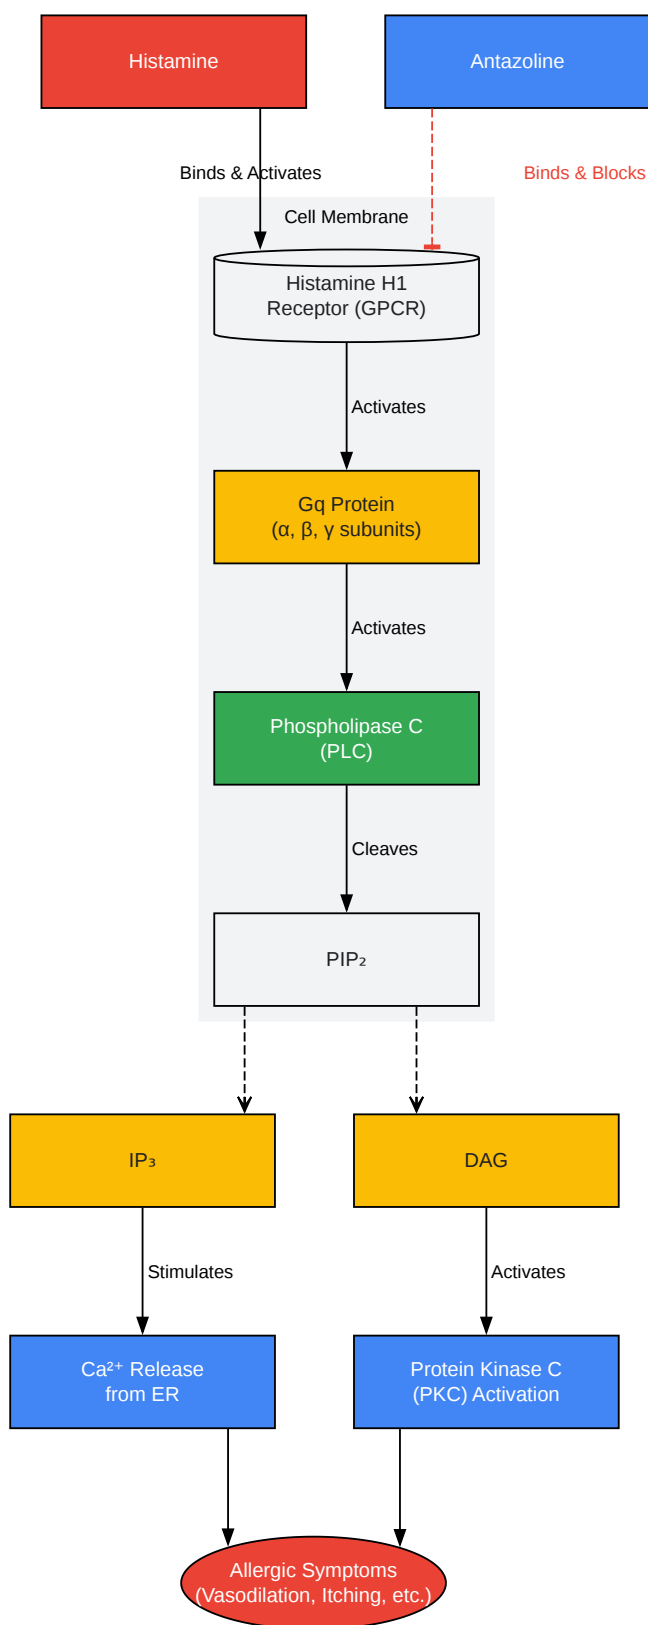 Histamine
Antazoline
Binds & Activates
Binds & Blocks
Cell Membrane
Histamine H1
Receptor (GPCR)
Activates
Gq Protein
(α, β, γ subunits)
Activates
Phospholipase C
(PLC)
Cleaves
PIP₂
IP₃
DAG
Stimulates
Activates
Ca²⁺ Release
from ER
Protein Kinase C
(PKC) Activation
Allergic Symptoms
(Vasodilation, Itching, etc.)